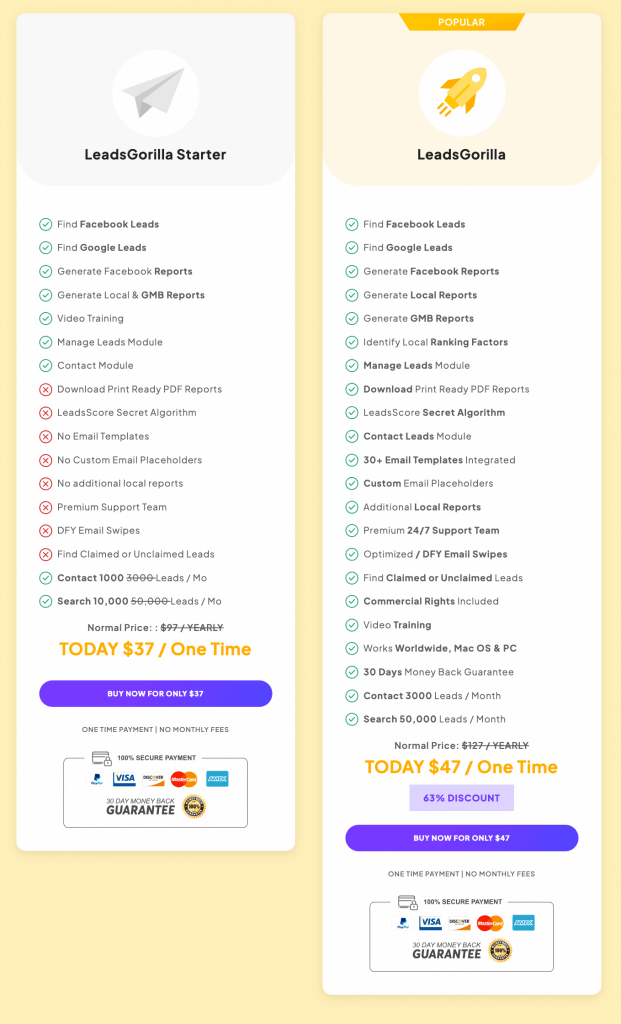 LeadsGorilla Starter
Find Facebook Leads
Find Google Leads
Generate Facebook Reports
Generate Local & GMB Reports
Video Training
Manage Leads Module
Contact Module
Download Print Ready PDF Reports
LeadsScore Secret Algorithm
No Email Templates
No Custom Email Placeholders
No additional local reports
Premium Support Team
DFY Email Swipes
Find Claimed or Unclaimed Leads
Contact 1000 3000 Leads / Mo
Search 10,000 50,000 Leads / Mo
Normal Price: : $97 / YEARLY
TODAY $37 / One Time
BUY NOW FOR ONLY $37
ONE TIME PAYMENT | NO MONTHLY FEES
100% SECURE PAYMENT
PayPal VISA DISCOVER MasterCard AMEX
30 DAY MONEY BACK
GUARANTEE 100%
POPULAR
LeadsGorilla
Find Facebook Leads
Find Google Leads
Generate Facebook Reports
Generate Local Reports
Generate GMB Reports
Identify Local Ranking Factors
Manage Leads Module
Download Print Ready PDF Reports
LeadsScore Secret Algorithm
Contact Leads Module
30+ Email Templates Integrated
Custom Email Placeholders
Additional Local Reports
Premium 24/7 Support Team
Optimized / DFY Email Swipes
Find Claimed or Unclaimed Leads
Commercial Rights Included
Video Training
Works Worldwide, Mac OS & PC
30 Days Money Back Guarantee
Contact 3000 Leads / Month
Search 50,000 Leads / Month
Normal Price: $127 / YEARLY
TODAY $47 / One Time
63% DISCOUNT
BUY NOW FOR ONLY $47
ONE TIME PAYMENT | NO MONTHLY FEES
100% SECURE PAYMENT
PayPal VISA DISCOVER MasterCard AMEX
30 DAY MONEY BACK
GUARANTEE 100%